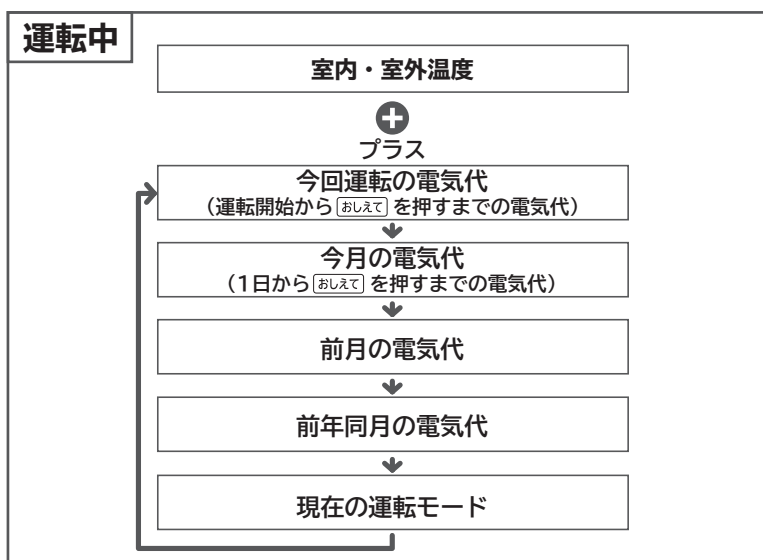 運転中
室内・室外温度
プラス
今回運転の電気代
（運転開始から おしえて を押すまでの電気代）
今月の電気代
（1日から おしえて を押すまでの電気代）
前月の電気代
前年同月の電気代
現在の運転モード